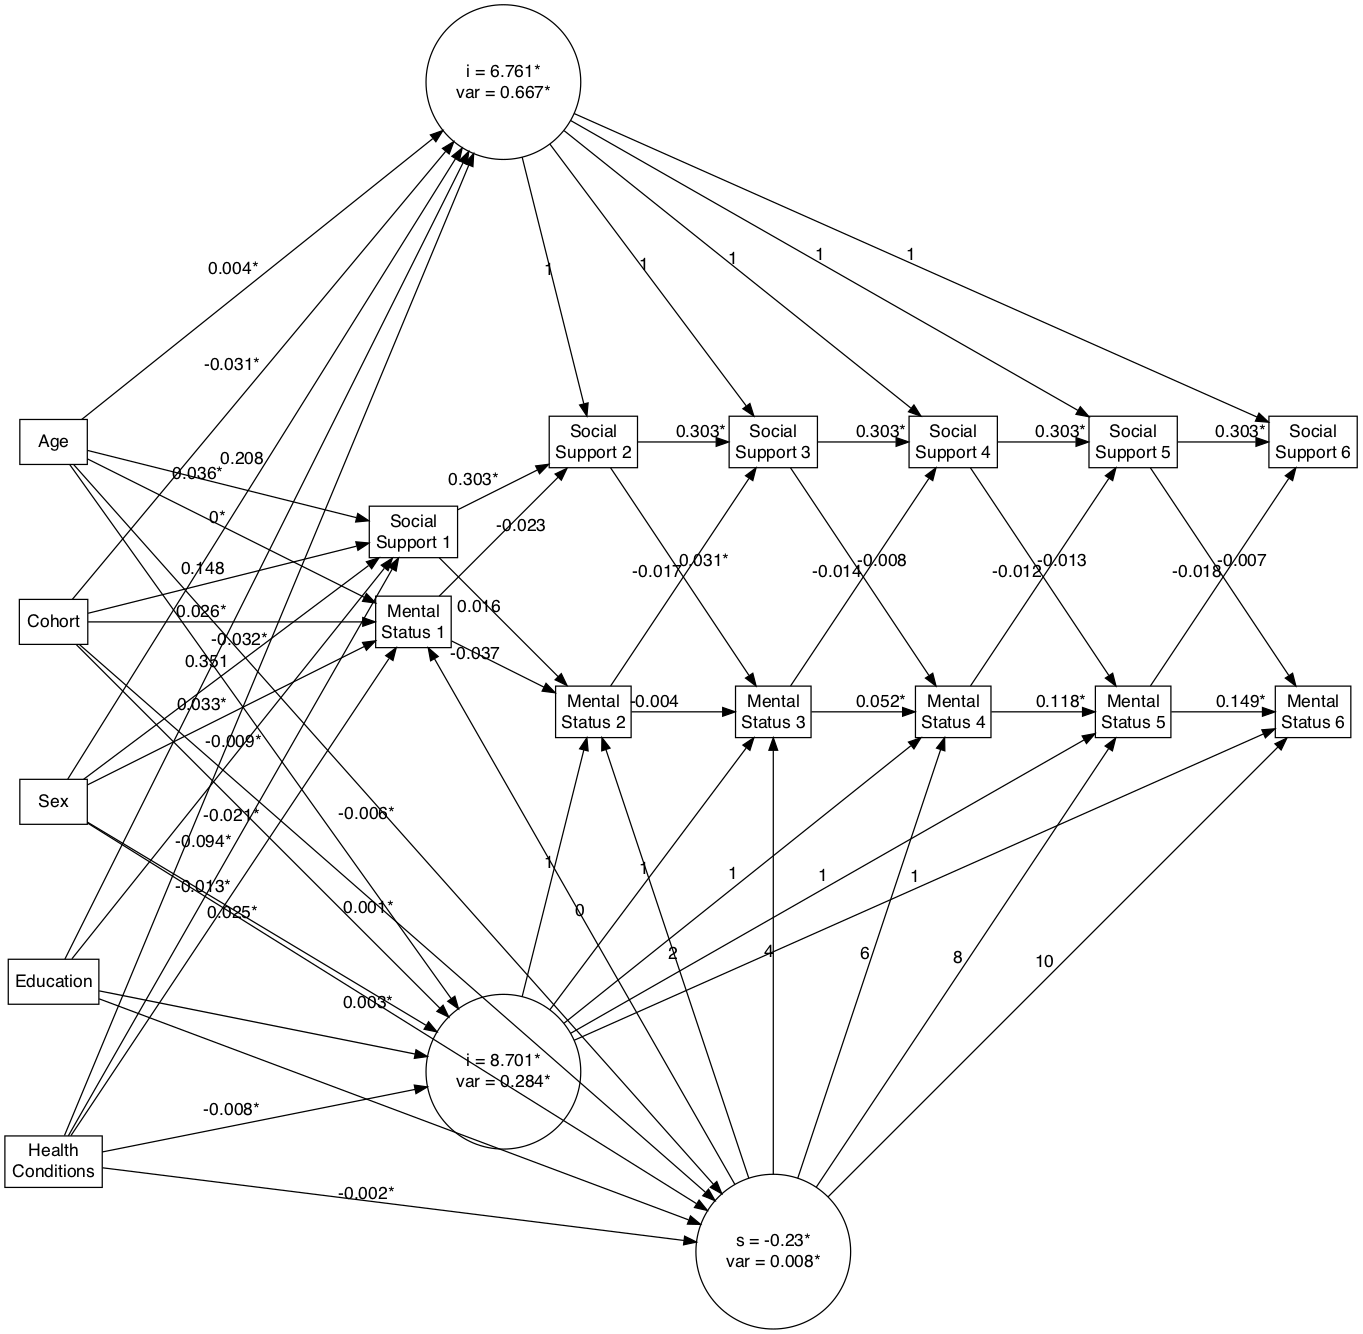 i = 6.761*
var = 0.667*
1
1
1
1
1
0.004*
-0.031*
Age
Social
Support 2
0.303*
Social
Support 3
0.303*
Social
Support 4
0.303*
Social
Support 5
0.303*
Social
Support 6
0.208
0.036*
0.303*
0*
Social
Support 1
-0.023
0.148
-0.017
0.031*
-0.014
-0.008
-0.012
-0.013
-0.018
-0.007
Cohort
0.026*
Mental
Status 1
0.016
-0.032*
0.351
-0.037
0.033*
Mental
Status 2
-0.004
Mental
Status 3
0.052*
Mental
Status 4
0.118*
Mental
Status 5
0.149*
Mental
Status 6
-0.009*
Sex
-0.021*
-0.006*
-0.094*
1
1
1
1
1
-0.013*
0.025*
0.001*
0
2
4
6
8
10
Education
0.003*
i = 8.701*
var = 0.284*
-0.008*
Health
Conditions
-0.002*
s = -0.23*
var = 0.008*